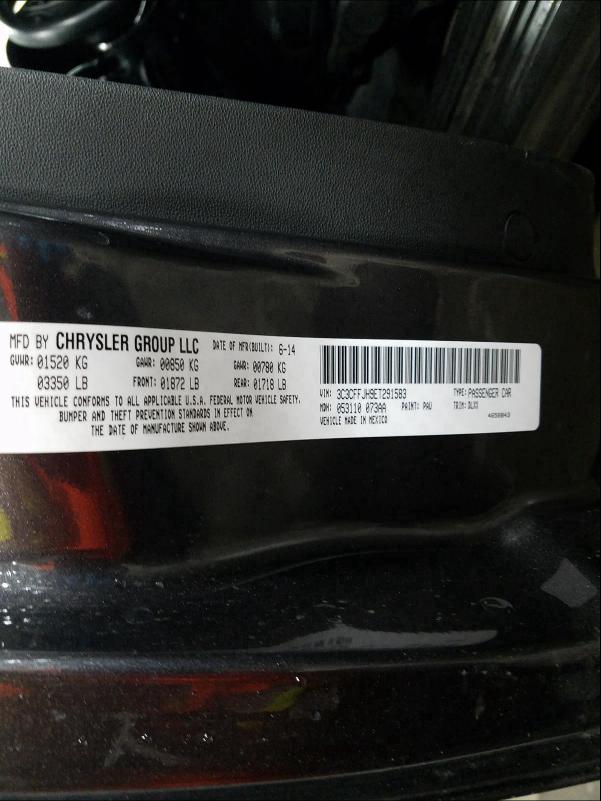 MFD BY CHRYSLER GROUP LLC DATE OF MFR(BUILT): 6-14
GVWR: 01520 KG GAWR: 00850 KG GAWR: 00780 KG
03350 LB FRONT: 01872 LB REAR: 01718 LB
THIS VEHICLE CONFORMS TO ALL APPLICABLE U.S.A. FEDERAL MOTOR VEHICLE SAFETY,
BUMPER AND THEFT PREVENTION STANDARDS IN EFFECT ON
THE DATE OF MANUFACTURE SHOWN ABOVE.
VIN: 3C3CFFJH9ET291583 TYPE: PASSENGER CAR
MDH: 053110 073AA PAINT: PAU TRIM: DLX9
VEHICLE MADE IN MEXICO